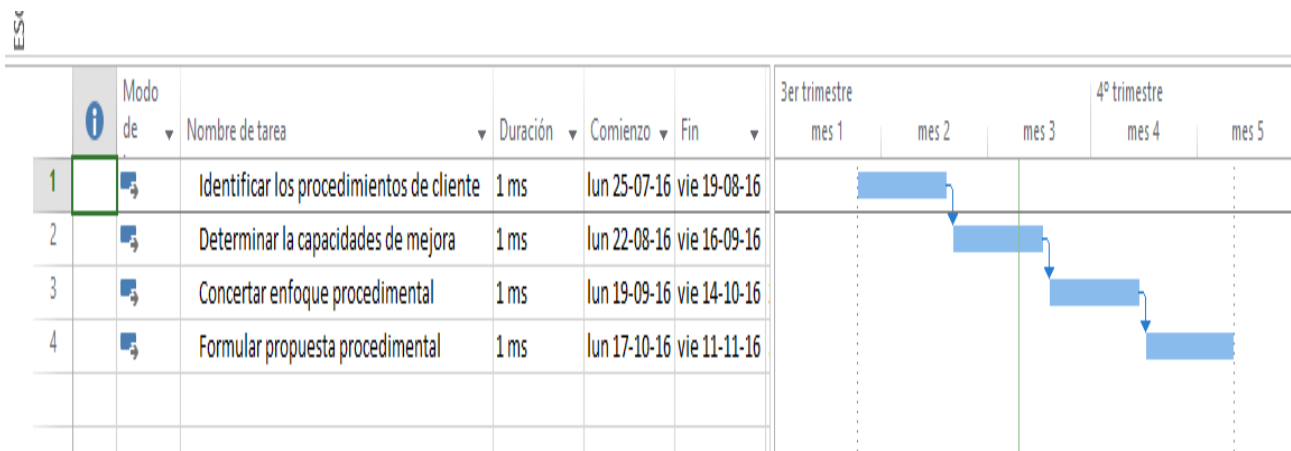 Modo de
Nombre de tarea
Duración
Comienzo
Fin
3er trimestre
4º trimestre
mes 1
mes 2
mes 3
mes 4
mes 5
1 Identificar los procedimientos de cliente 1 ms lun 25-07-16 vie 19-08-16
2 Determinar la capacidades de mejora 1 ms lun 22-08-16 vie 16-09-16
3 Concertar enfoque procedimental 1 ms lun 19-09-16 vie 14-10-16
4 Formular propuesta procedimental 1 ms lun 17-10-16 vie 11-11-16